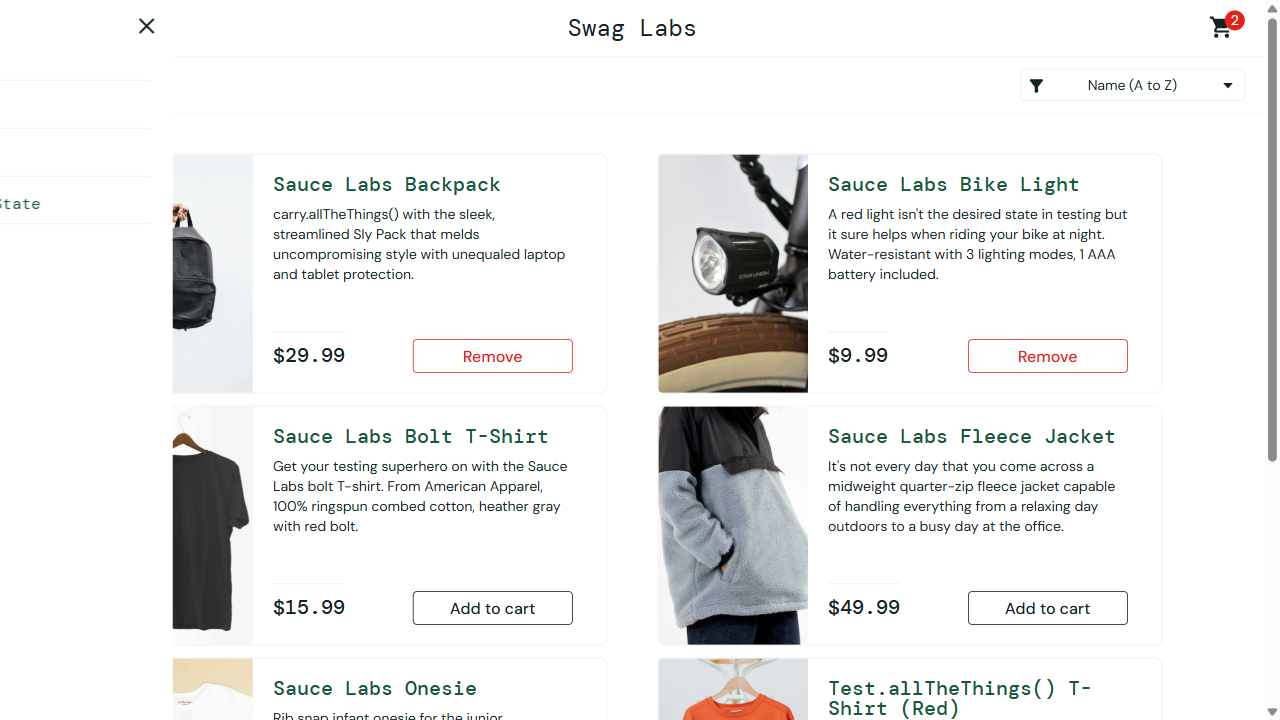 Swag Labs
2
Name (A to Z)
State
Sauce Labs Backpack
carry.allTheThings() with the sleek,
streamlined Sly Pack that melds
uncompromising style with unequaled laptop
and tablet protection.
$29.99
Remove
Sauce Labs Bike Light
A red light isn't the desired state in testing but
it sure helps when riding your bike at night.
Water-resistant with 3 lighting modes, 1 AAA
battery included.
$9.99
Remove
Sauce Labs Bolt T-Shirt
Get your testing superhero on with the Sauce
Labs bolt T-shirt. From American Apparel,
100% ringspun combed cotton, heather gray
with red bolt.
$15.99
Add to cart
Sauce Labs Fleece Jacket
It's not every day that you come across a
midweight quarter-zip fleece jacket capable
of handling everything from a relaxing day
outdoors to a busy day at the office.
$49.99
Add to cart
Sauce Labs Onesie
Rib snap infant onesie for the junior
Test.allTheThings() T-
Shirt (Red)